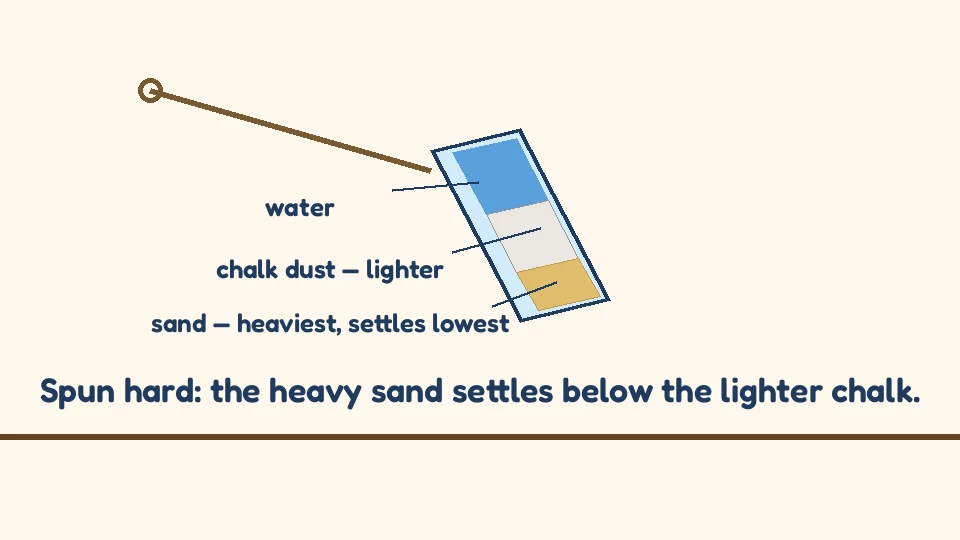 water
chalk dust — lighter
sand — heaviest, settles lowest
Spun hard: the heavy sand settles below the lighter chalk.